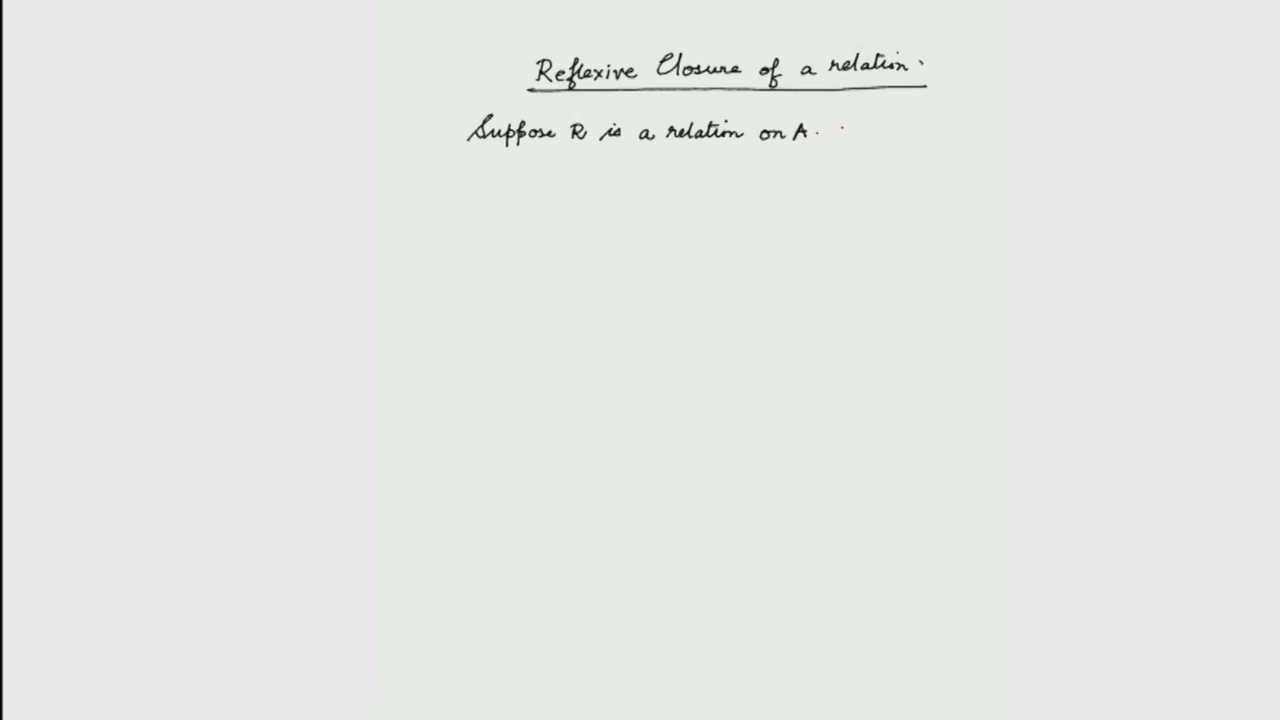 Reflexive Closure of a relation.
Suppose R is a relation on A.